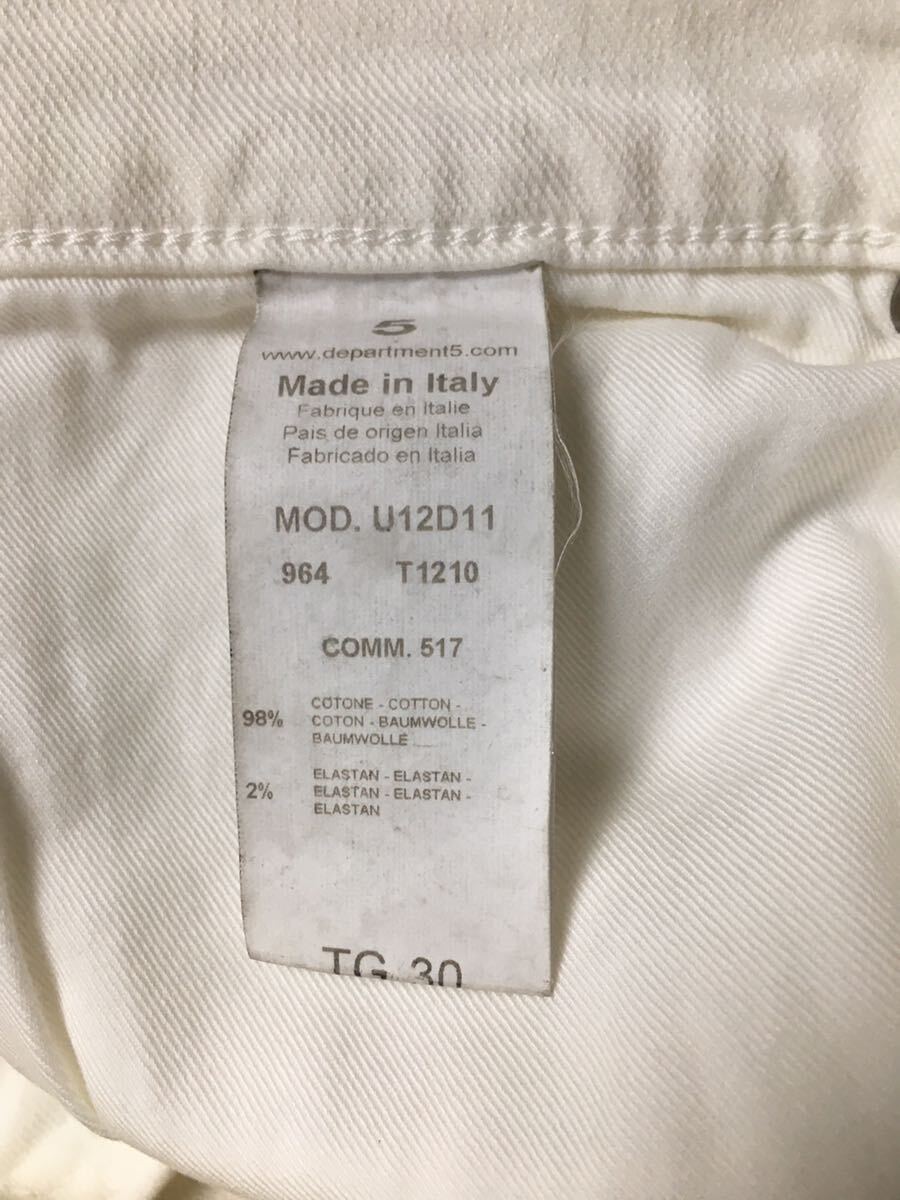 5
www.department5.com
Made in Italy
Fabrique en Italie
Pais de origen Italia
Fabricado en Italia
MOD. U12D11
964 T1210
COMM. 517
98% COTONE - COTTON -
COTON - BAUMWOLLE -
BAUMWOLLE
2% ELASTAN - ELASTAN -
ELASTAN - ELASTAN -
ELASTAN
TG 30